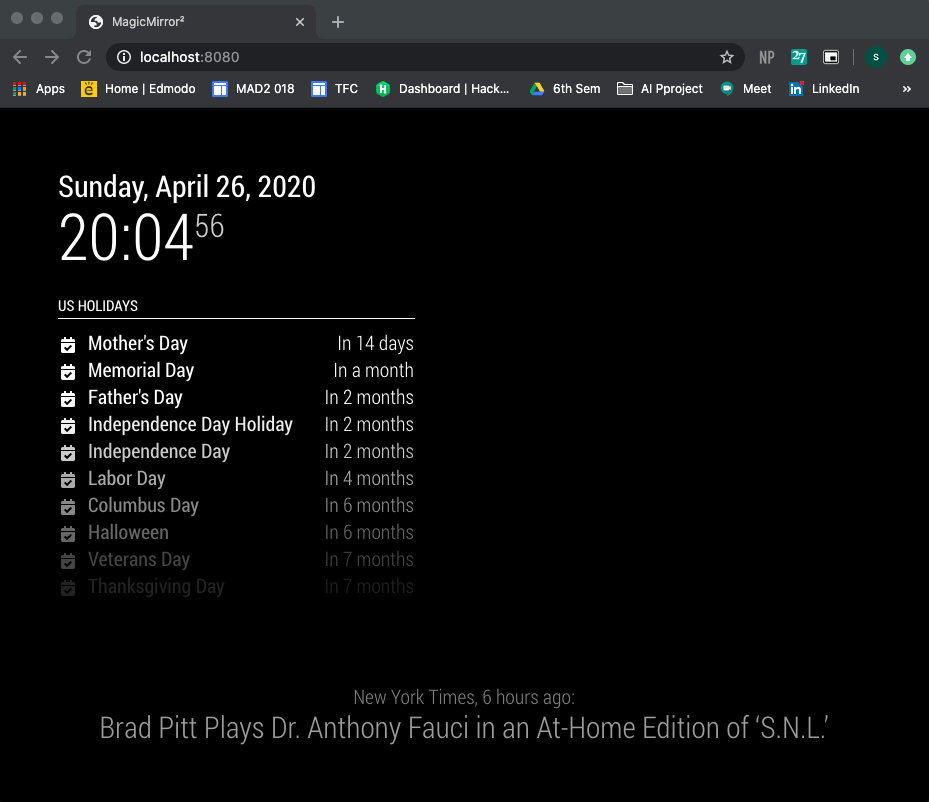 MagicMirror²
localhost:8080
NP
27
s
Apps
Home | Edmodo
MAD2 018
TFC
H
Dashboard | Hack...
6th Sem
AI Pproject
Meet
in
LinkedIn
»
Sunday, April 26, 2020
20:04 56
US HOLIDAYS
Mother's Day In 14 days
Memorial Day In a month
Father's Day In 2 months
Independence Day Holiday In 2 months
Independence Day In 2 months
Labor Day In 4 months
Columbus Day In 6 months
Halloween In 6 months
Veterans Day In 7 months
Thanksgiving Day In 7 months
New York Times, 6 hours ago:
Brad Pitt Plays Dr. Anthony Fauci in an At-Home Edition of ‘S.N.L.’